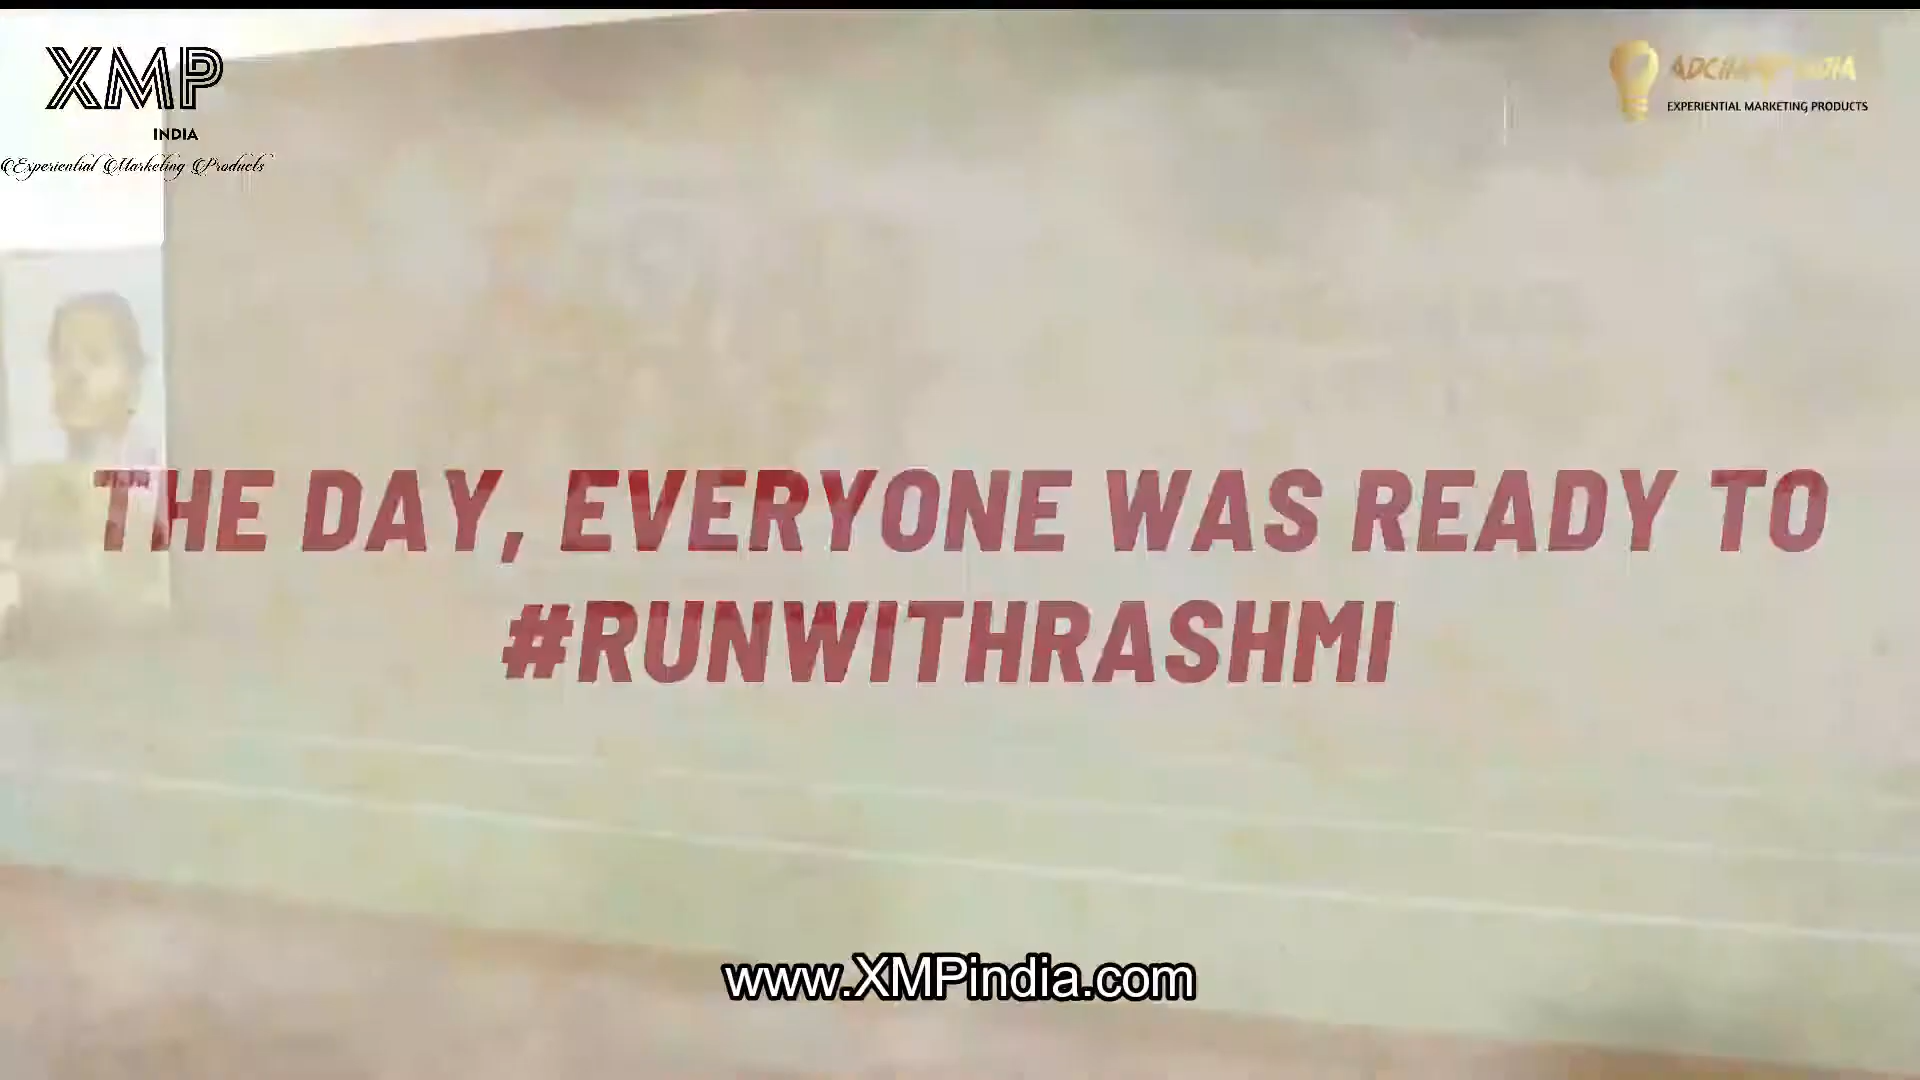 XMP
INDIA
Experiential Marketing Products
EXPERIENTIAL MARKETING PRODUCTS
THE DAY, EVERYONE WAS READY TO
#RUNWITHRASHMI
www.XMPindia.com